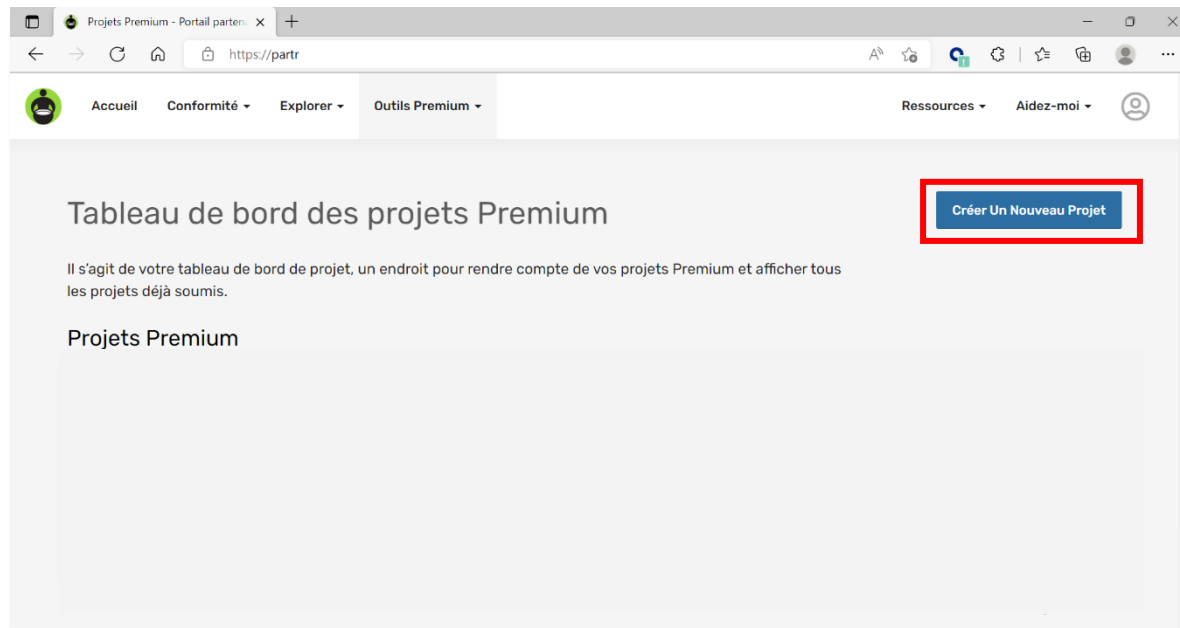 Projets Premium - Portail parten
https://partr
Accueil Conformité Explorer Outils Premium Ressources Aidez-moi
Tableau de bord des projets Premium
Créer Un Nouveau Projet
Il s'agit de votre tableau de bord de projet, un endroit pour rendre compte de vos projets Premium et afficher tous
les projets déjà soumis.
Projets Premium